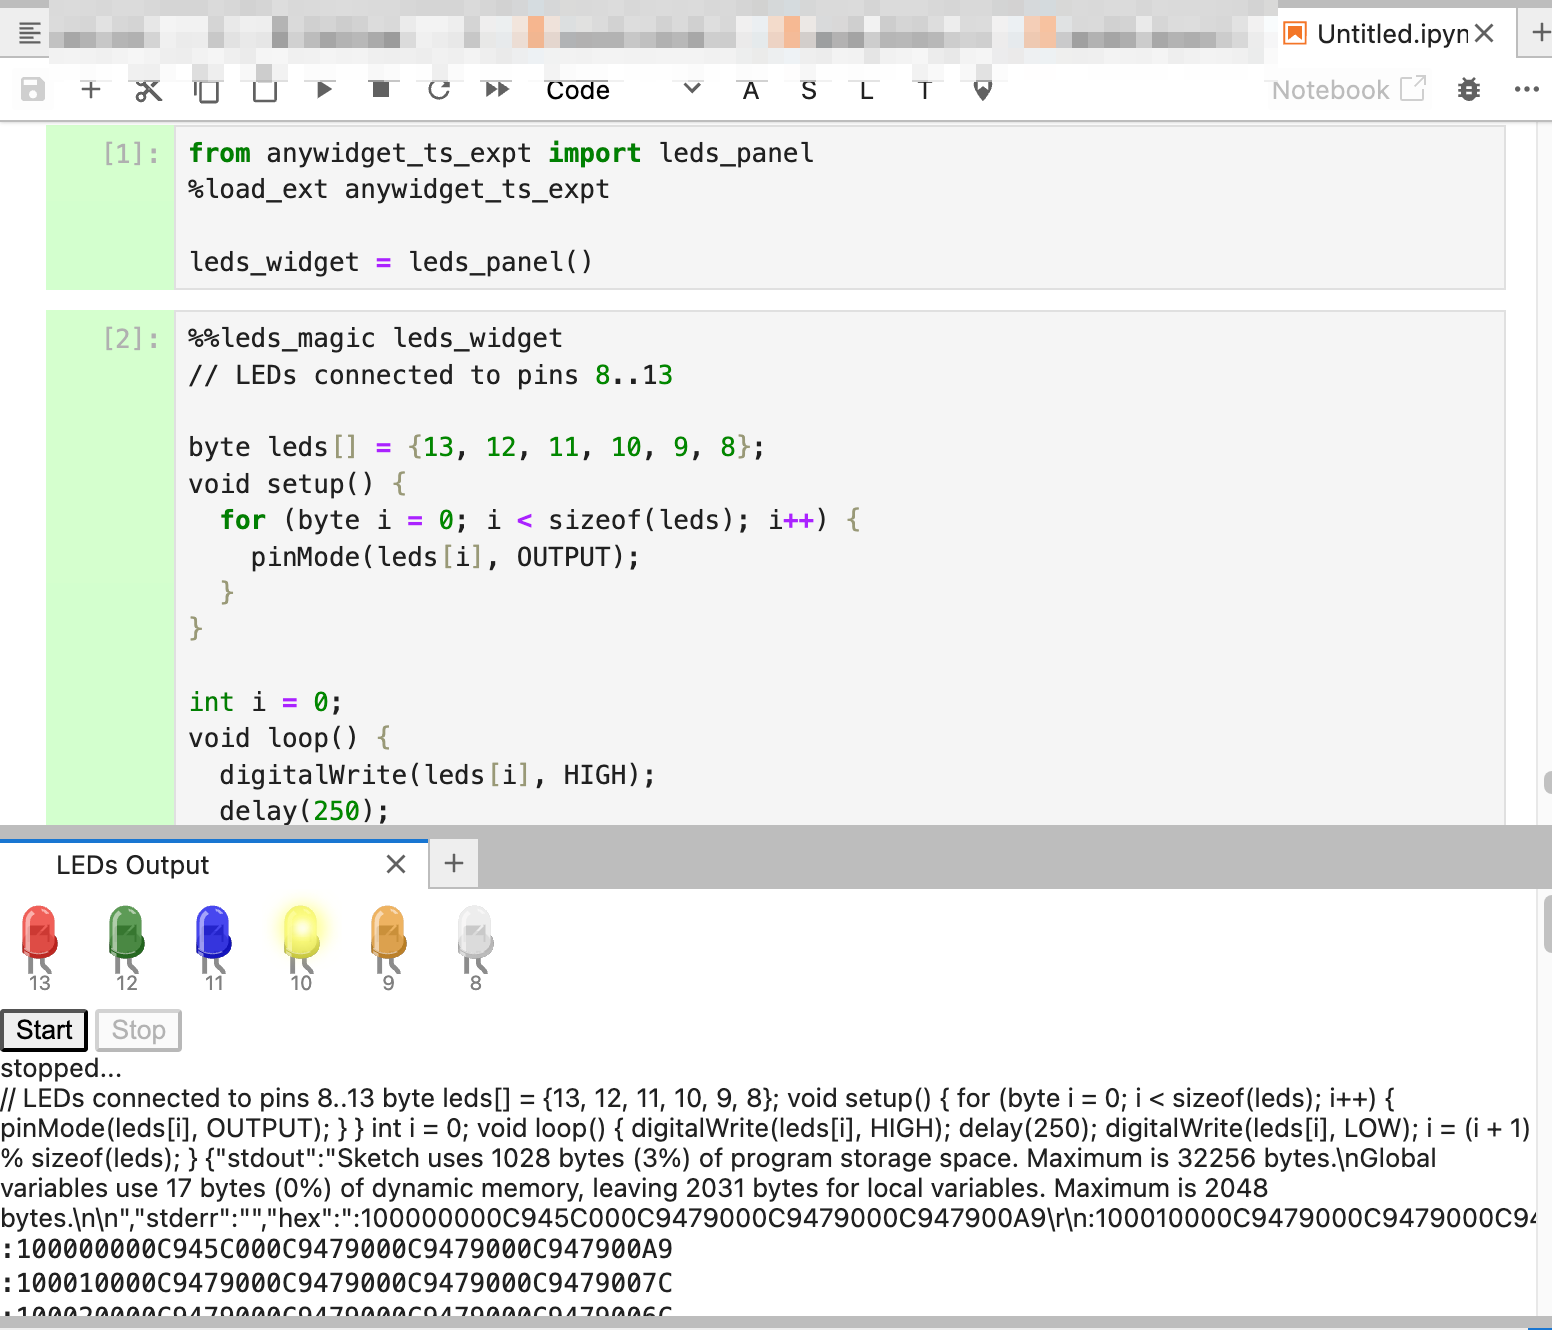 Untitled.ipyn
Code
A S L T
Notebook
[1]:
from anywidget_ts_expt import leds_panel
%load_ext anywidget_ts_expt
leds_widget = leds_panel()
[2]:
%%leds_magic leds_widget
// LEDs connected to pins 8..13
byte leds[] = {13, 12, 11, 10, 9, 8};
void setup() {
  for (byte i = 0; i < sizeof(leds); i++) {
    pinMode(leds[i], OUTPUT);
  }
}
int i = 0;
void loop() {
  digitalWrite(leds[i], HIGH);
  delay(250);
LEDs Output
13 12 11 10 9 8
Start Stop
stopped...
// LEDs connected to pins 8..13 byte leds[] = {13, 12, 11, 10, 9, 8}; void setup() { for (byte i = 0; i < sizeof(leds); i++) {
pinMode(leds[i], OUTPUT); } } int i = 0; void loop() { digitalWrite(leds[i], HIGH); delay(250); digitalWrite(leds[i], LOW); i = (i + 1)
% sizeof(leds); } {"stdout":"Sketch uses 1028 bytes (3%) of program storage space. Maximum is 32256 bytes.\nGlobal
variables use 17 bytes (0%) of dynamic memory, leaving 2031 bytes for local variables. Maximum is 2048
bytes.\n\n","stderr":"","hex":":100000000C945C000C9479000C9479000C947900A9\r\n:100010000C9479000C9479000C94
:100000000C945C000C9479000C9479000C947900A9
:100010000C9479000C9479000C9479000C9479007C
:100020000C9479000C9479000C9479000C9479006C